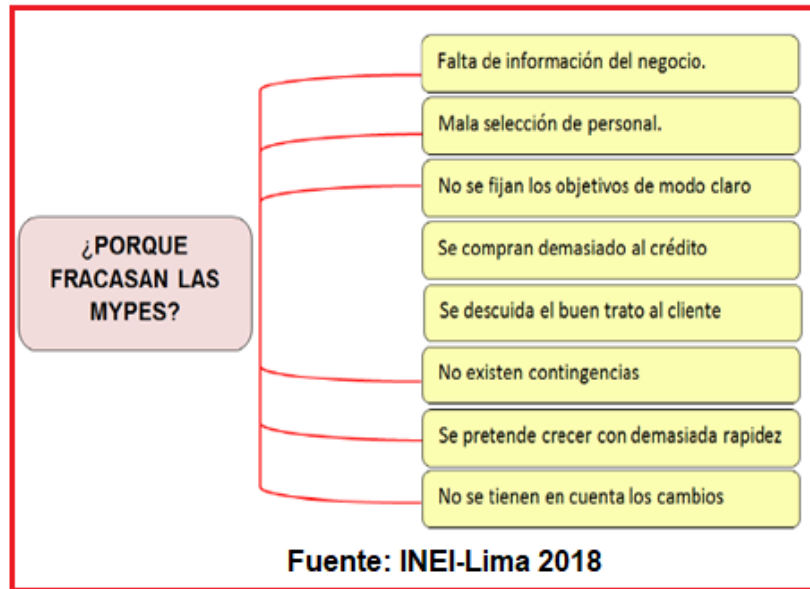 ¿PORQUE
FRACASAN LAS
MYPES?
Falta de información del negocio.
Mala selección de personal.
No se fijan los objetivos de modo claro
Se compran demasiado al crédito
Se descuida el buen trato al cliente
No existen contingencias
Se pretende crecer con demasiada rapidez
No se tienen en cuenta los cambios
Fuente: INEI-Lima 2018